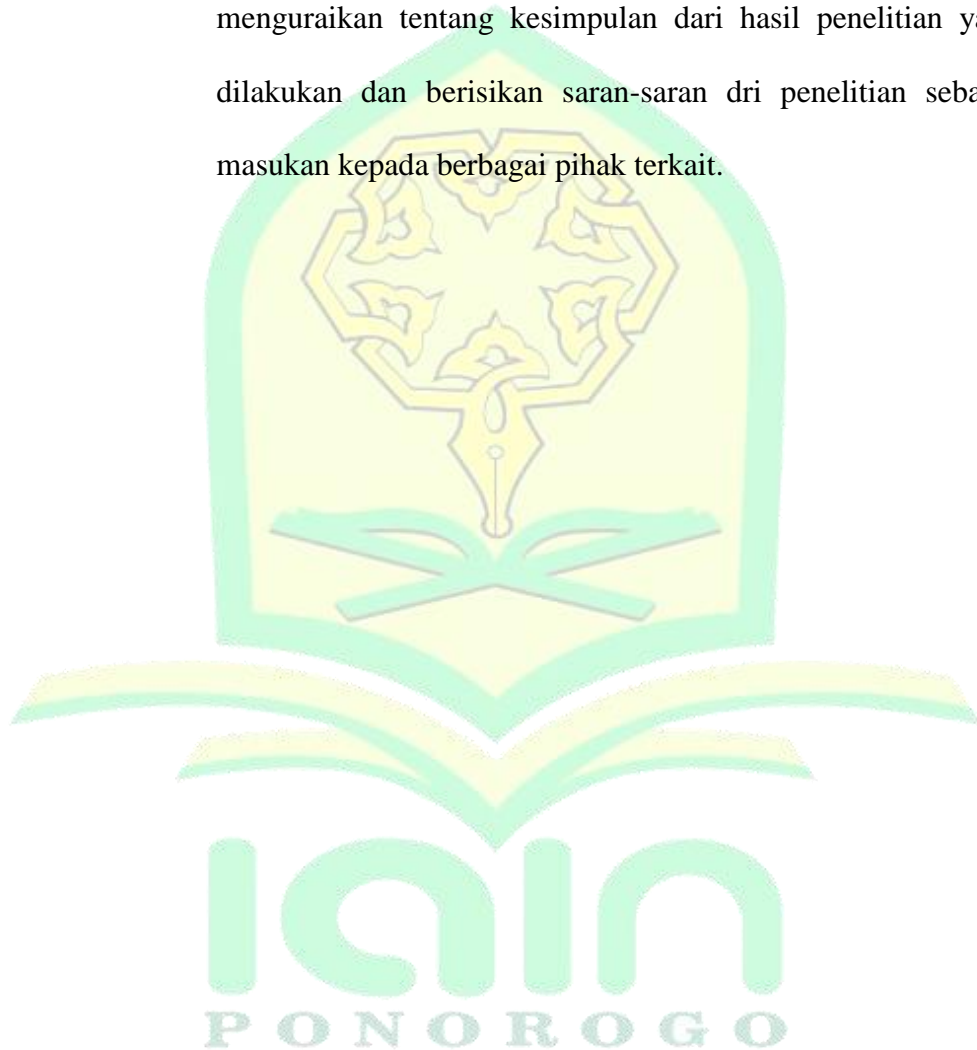 menguraikan tentang kesimpulan dari hasil penelitian
dilakukan dan berisikan saran-saran dri penelitian
masukan kepada berbagai pihak terkait.
iain
PONOROGO